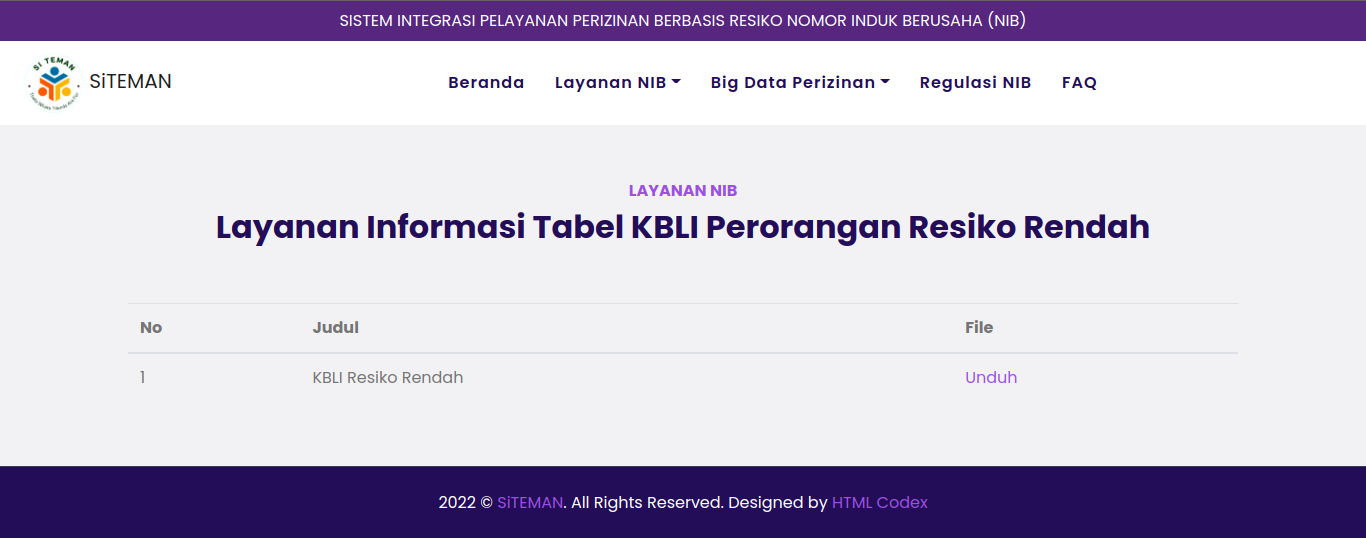 SISTEM INTEGRASI PELAYANAN PERIZINAN BERBASIS RESIKO NOMOR INDUK BERUSAHA (NIB)
SI TEMAN
SiTEMAN
Beranda Layanan NIB Big Data Perizinan Regulasi NIB FAQ
LAYANAN NIB
Layanan Informasi Tabel KBLI Perorangan Resiko Rendah
No Judul File
1 KBLI Resiko Rendah Unduh
2022 © SiTEMAN. All Rights Reserved. Designed by HTML Codex